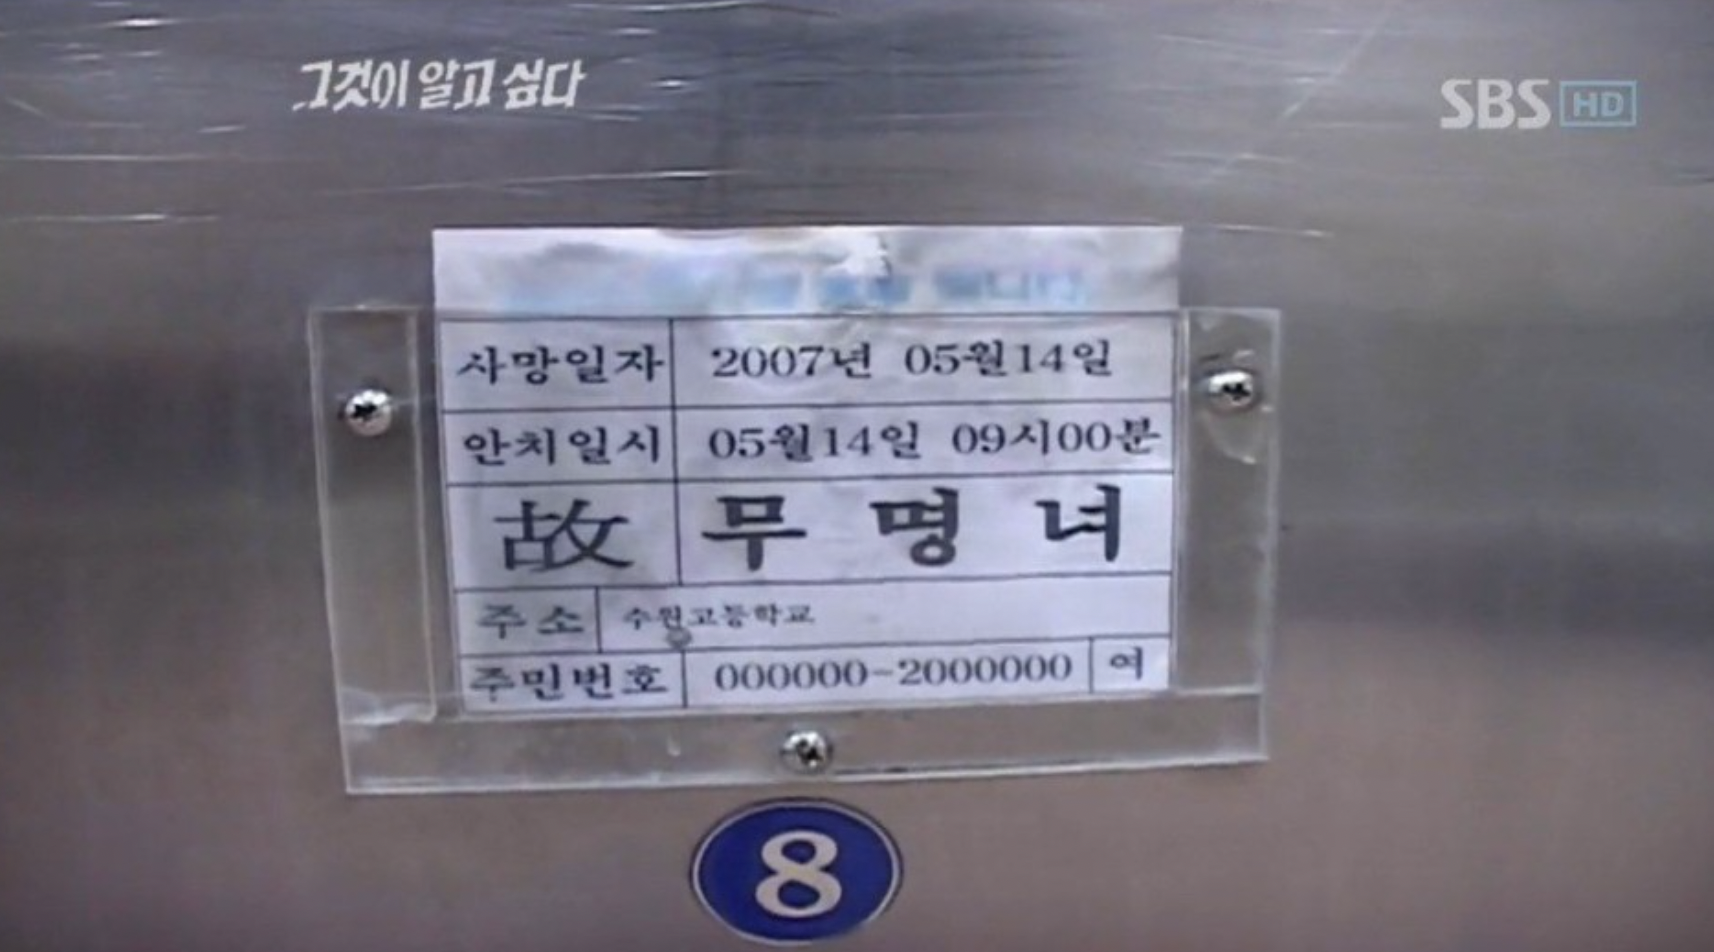 그것이 알고 싶다
SBS HD
사망일자 2007년 05월14일
안치일시 05월14일 09시00분
故 무명녀
주소 수원고등학교
주민번호 000000-2000000 여
8